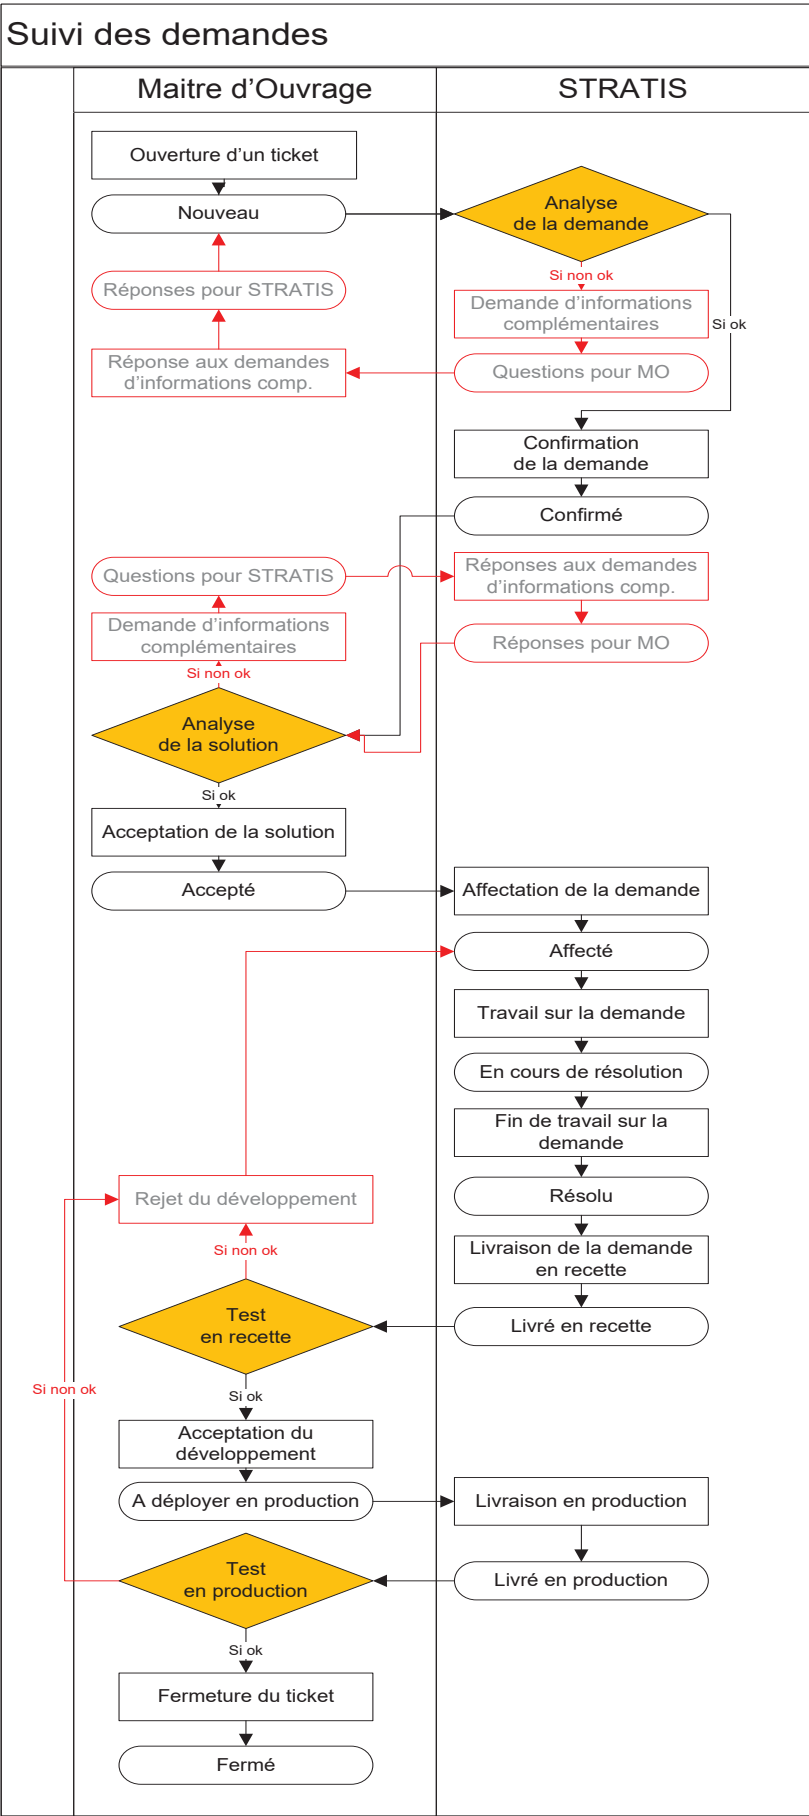 Suivi des demandes
Maitre d'Ouvrage
STRATIS
Ouverture d'un ticket
Nouveau
Analyse
de la demande
Si non ok
Réponses pour STRATIS
Demande d'informations
complémentaires
Si ok
Réponse aux demandes
d'informations comp.
Questions pour MO
Confirmation
de la demande
Confirmé
Questions pour STRATIS
Réponses aux demandes
d'informations comp.
Demande d'informations
complémentaires
Réponses pour MO
Si non ok
Analyse
de la solution
Si ok
Acceptation de la solution
Accepté
Affectation de la demande
Affecté
Travail sur la demande
En cours de résolution
Fin de travail sur la
demande
Rejet du développement
Résolu
Si non ok
Livraison de la demande
en recette
Test
en recette
Livré en recette
Si non ok
Si ok
Acceptation du
développement
A déployer en production
Livraison en production
Test
en production
Livré en production
Si ok
Fermeture du ticket
Fermé